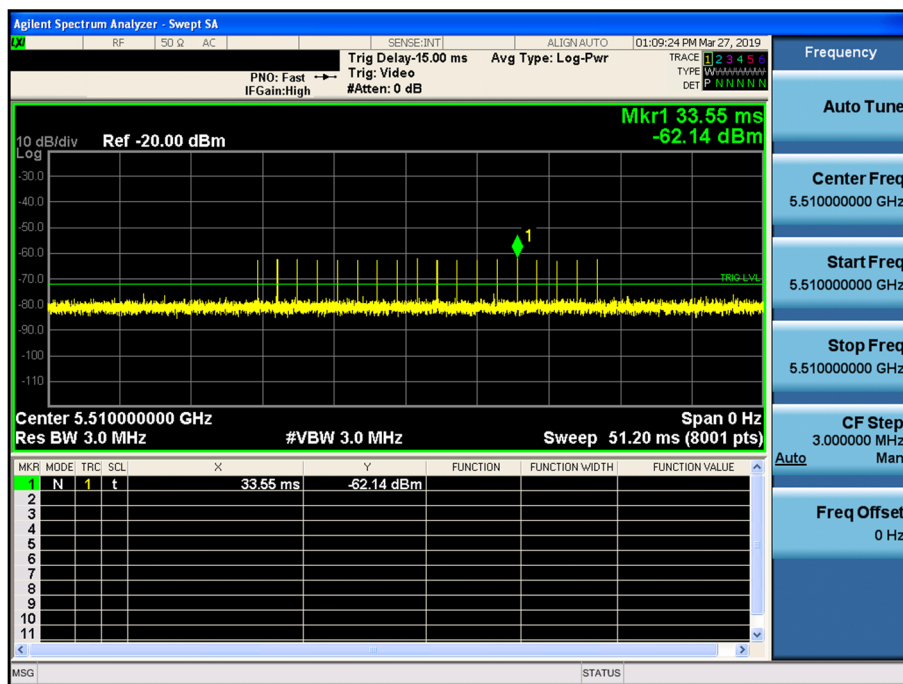 Agilent Spectrum Analyzer - Swept SA
LXI RF 50 Ω AC SENSE:INT ALIGN AUTO 01:09:24 PM Mar 27, 2019
Trig Delay-15.00 ms Avg Type: Log-Pwr TRACE 1 2 3 4 5 6
PNO: Fast Trig: Video TYPE W
IFGain:High #Atten: 0 dB DET P N N N N N
Mkr1 33.55 ms
-62.14 dBm
10 dB/div Ref -20.00 dBm
Log
-30.0
-40.0
-50.0
1
-60.0
-70.0
TRIG LVL
-80.0
-90.0
-100
-110
Center 5.510000000 GHz Span 0 Hz
Res BW 3.0 MHz #VBW 3.0 MHz Sweep 51.20 ms (8001 pts)
MKR MODE TRC SCL X Y FUNCTION FUNCTION WIDTH FUNCTION VALUE
1 N 1 t 33.55 ms -62.14 dBm
2
3
4
5
6
7
8
9
10
11
MSG STATUS
Frequency
Auto Tune
Center Freq
5.510000000 GHz
Start Freq
5.510000000 GHz
Stop Freq
5.510000000 GHz
CF Step
3.000000 MHz
Auto Man
Freq Offset
0 Hz